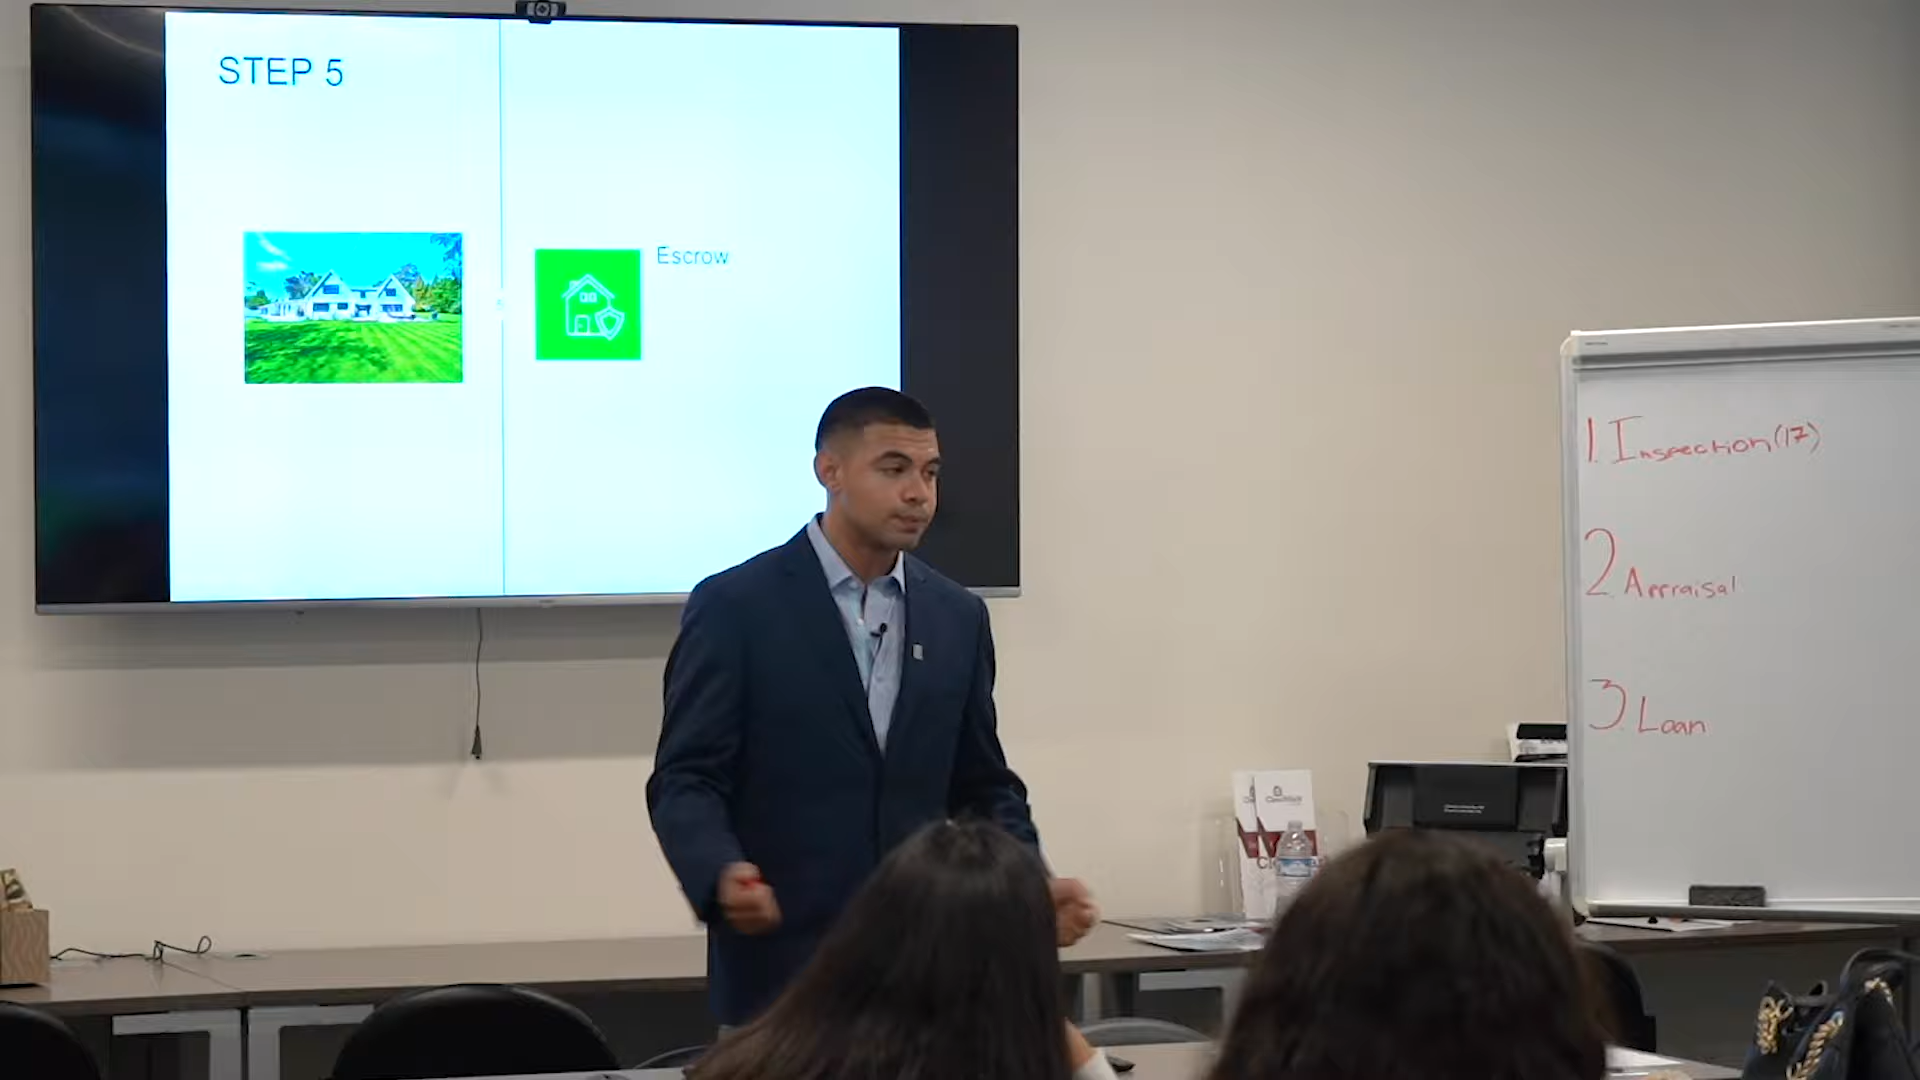 STEP 5
Escrow
1. Inspection (17)
2. Appraisal
3. Loan